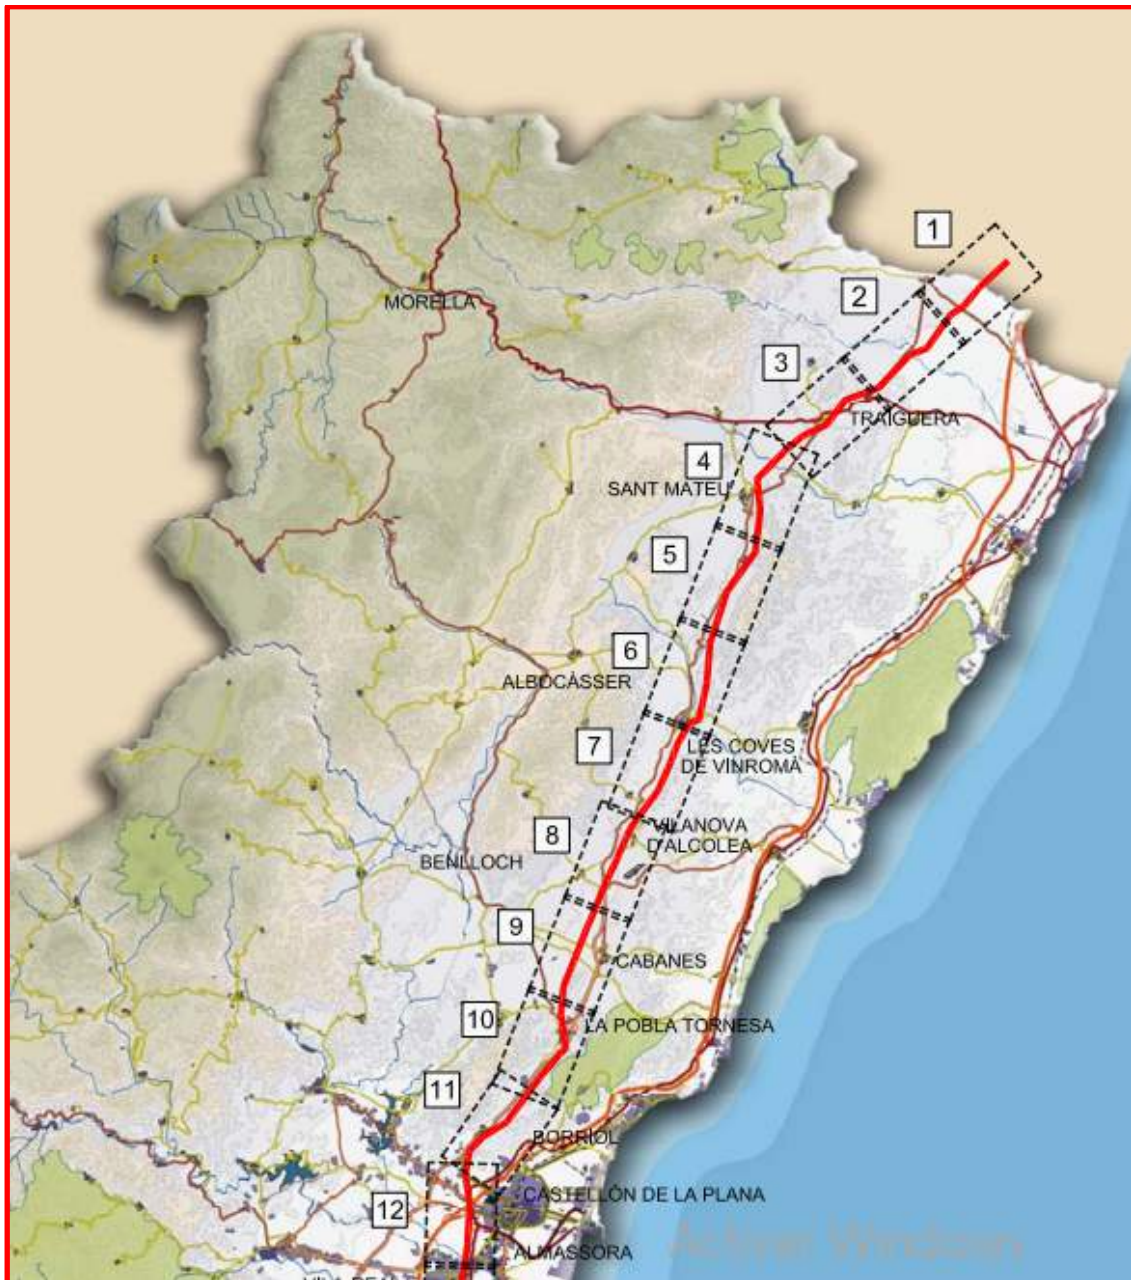 1
2
MORELLA
3
TRAIGUERA
4
SANT MATEU
5
6
ALBOCÀSSER
7
LES COVES
DE VINROMÀ
8
VILANOVA
D'ALCOLEA
BENLLOCH
9
CABANES
10
LA POBLA TORNESA
11
BORRIOL
CASTELLÓN DE LA PLANA
12
ALMASSORA